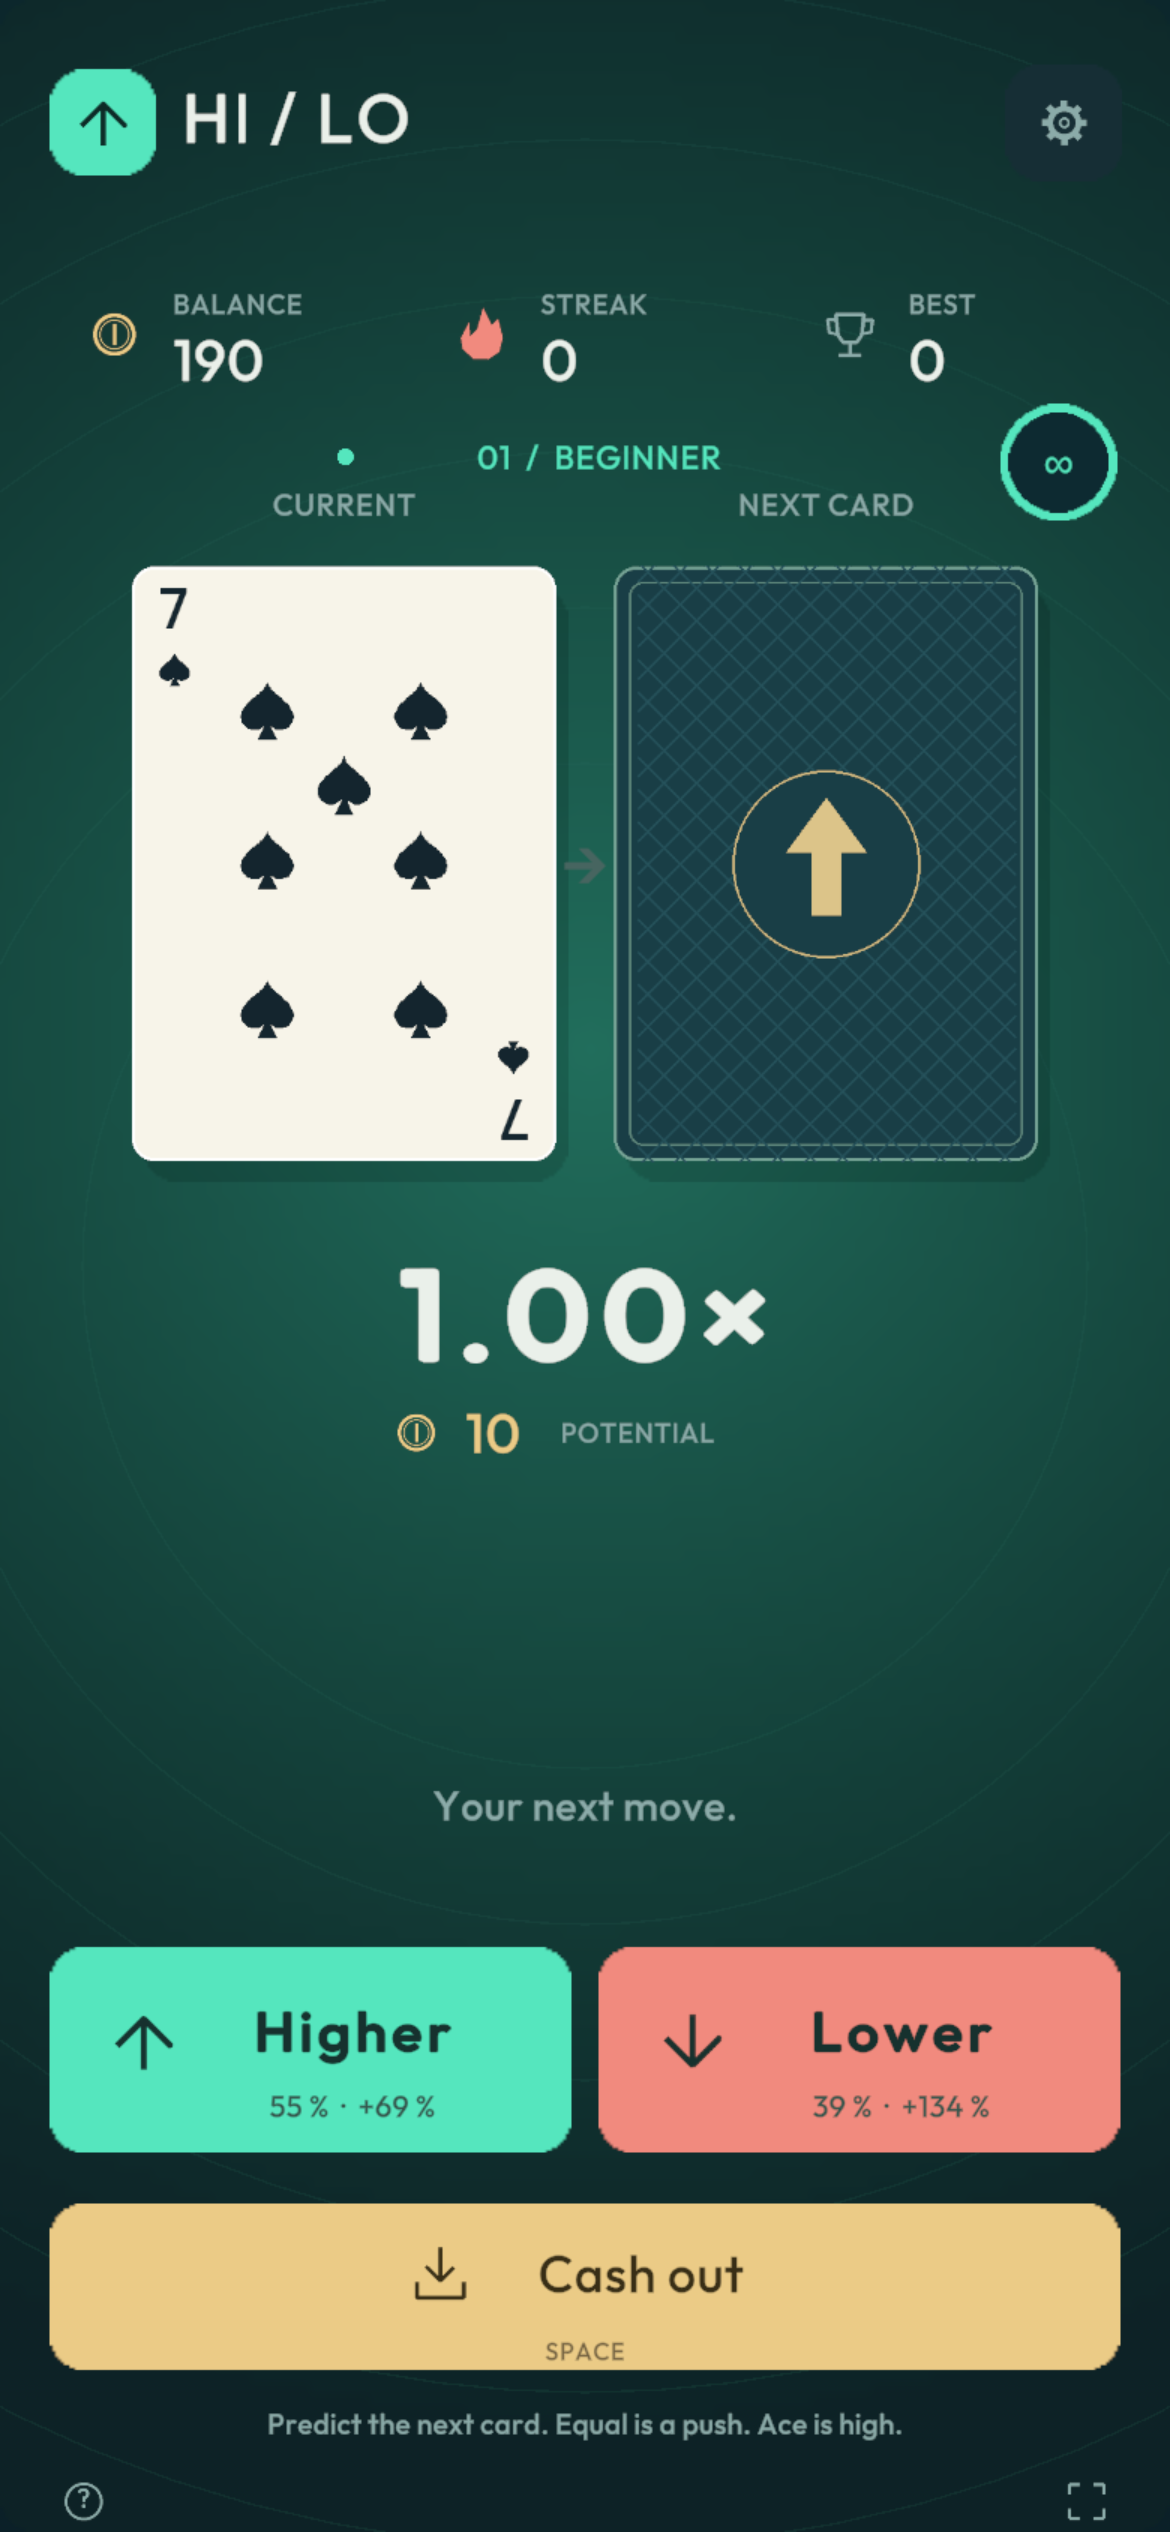 HI / LO
BALANCE
190
STREAK
0
BEST
0
01 / BEGINNER
∞
CURRENT
NEXT CARD
7
7
1.00×
10 POTENTIAL
Your next move.
Higher
55 % · +69 %
Lower
39 % · +134 %
Cash out
SPACE
Predict the next card. Equal is a push. Ace is high.
?